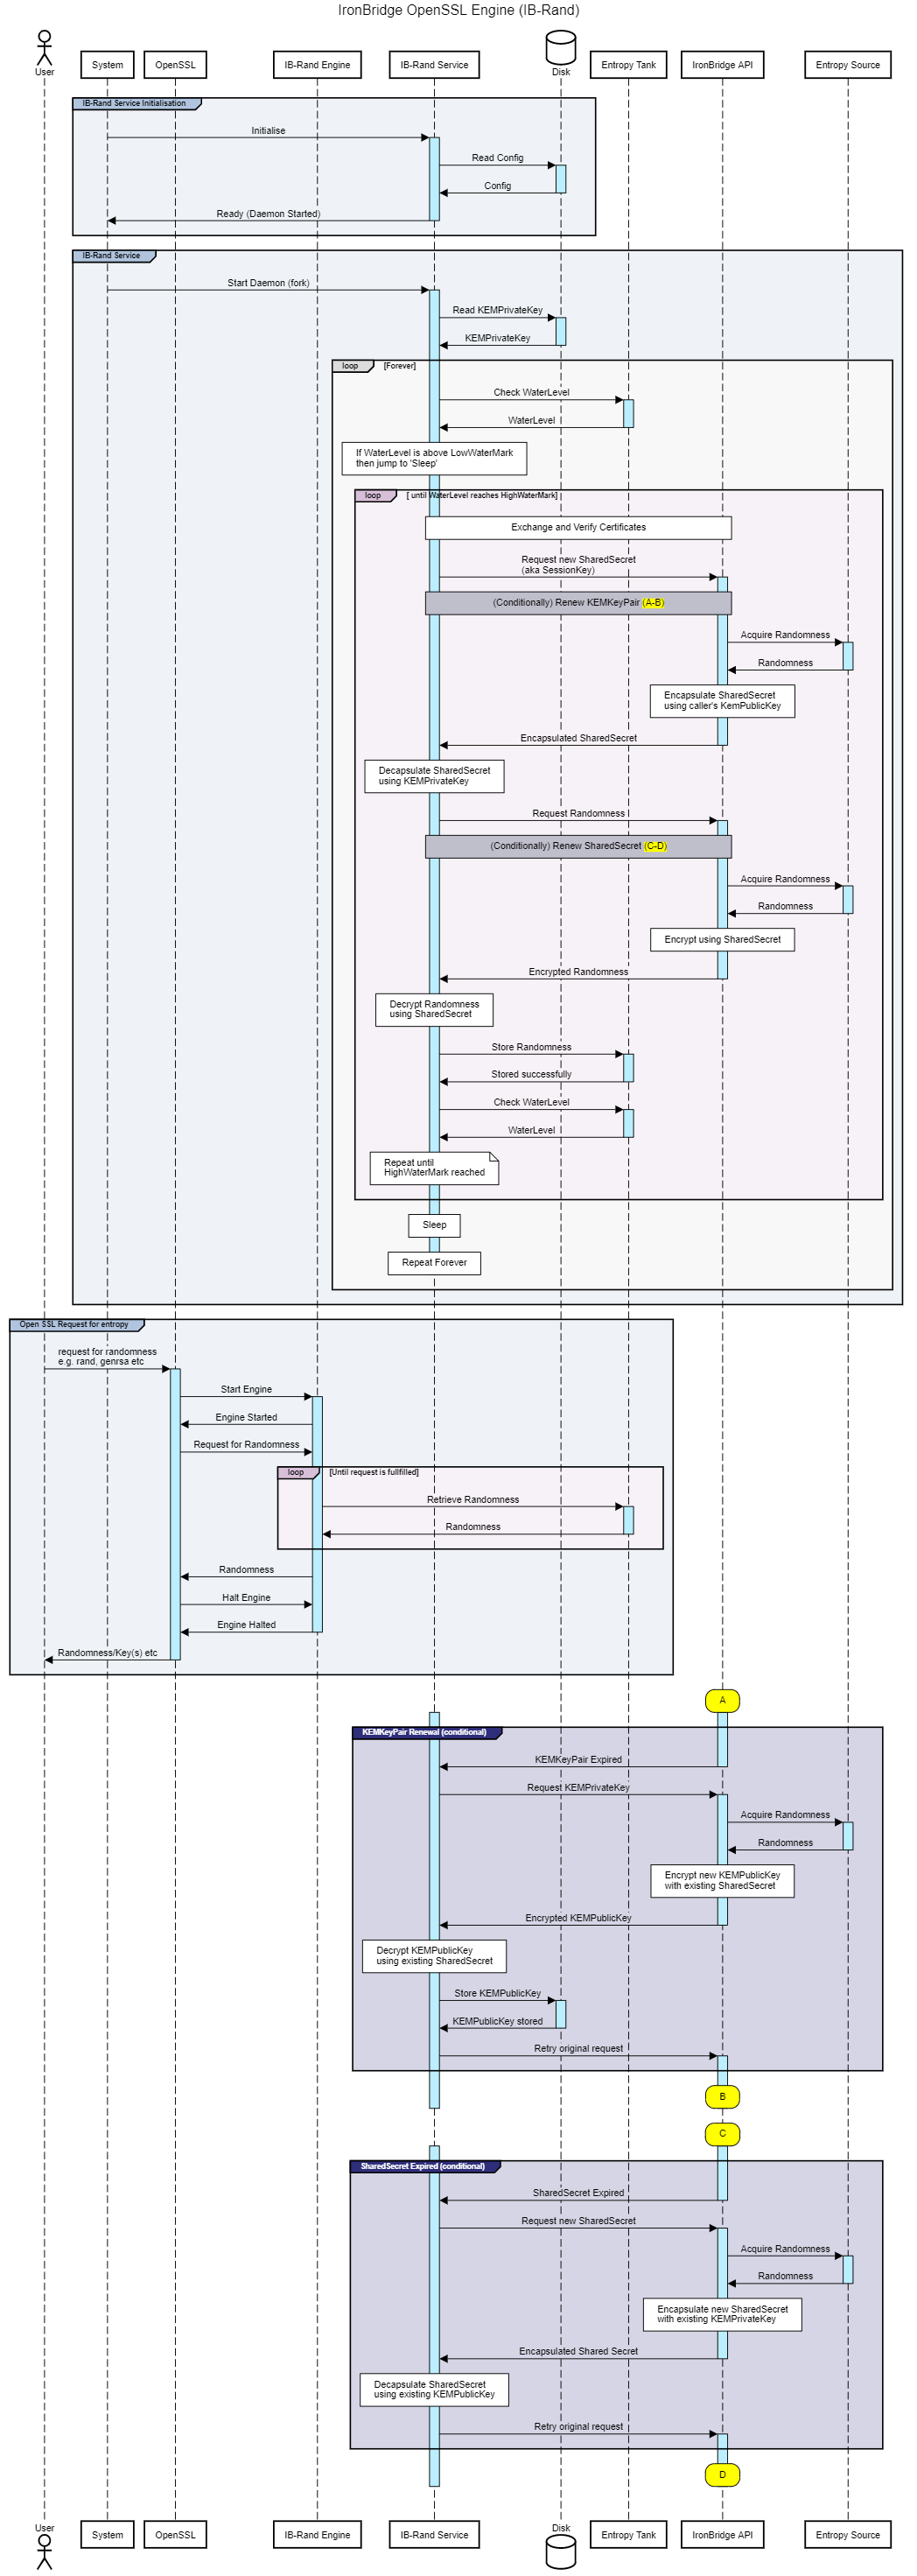 IronBridge OpenSSL Engine (IB-Rand)
User
System
OpenSSL
IB-Rand Engine
IB-Rand Service
Disk
Entropy Tank
IronBridge API
Entropy Source
IB-Rand Service Initialisation
Initialise
Read Config
Config
Ready (Daemon Started)
IB-Rand Service
Start Daemon (fork)
Read KEMPrivateKey
KEMPrivateKey
loop
[Forever]
Check WaterLevel
WaterLevel
If WaterLevel is above LowWaterMark
then jump to 'Sleep'
loop
[ until WaterLevel reaches HighWaterMark]
Exchange and Verify Certificates
Request new SharedSecret
(aka SessionKey)
(Conditionally) Renew KEMKeyPair (A-B)
Acquire Randomness
Randomness
Encapsulate SharedSecret
using caller's KemPublicKey
Encapsulated SharedSecret
Decapsulate SharedSecret
using KEMPrivateKey
Request Randomness
(Conditionally) Renew SharedSecret (C-D)
Acquire Randomness
Randomness
Encrypt using SharedSecret
Encrypted Randomness
Decrypt Randomness
using SharedSecret
Store Randomness
Stored successfully
Check WaterLevel
WaterLevel
Repeat until
HighWaterMark reached
Sleep
Repeat Forever
Open SSL Request for entropy
request for randomness
e.g. rand, genrsa etc
Start Engine
Engine Started
Request for Randomness
loop
[Until request is fullfilled]
Retrieve Randomness
Randomness
Randomness
Halt Engine
Engine Halted
Randomness/Key(s) etc
A
KEMKeyPair Renewal (conditional)
KEMKeyPair Expired
Request KEMPrivateKey
Acquire Randomness
Randomness
Encrypt new KEMPublicKey
with existing SharedSecret
Encrypted KEMPublicKey
Decrypt KEMPublicKey
using existing SharedSecret
Store KEMPublicKey
KEMPublicKey stored
Retry original request
B
C
SharedSecret Expired (conditional)
SharedSecret Expired
Request new SharedSecret
Acquire Randomness
Randomness
Encapsulate new SharedSecret
with existing KEMPrivateKey
Encapsulated Shared Secret
Decapsulate SharedSecret
using existing KEMPublicKey
Retry original request
D
User
System
OpenSSL
IB-Rand Engine
IB-Rand Service
Disk
Entropy Tank
IronBridge API
Entropy Source